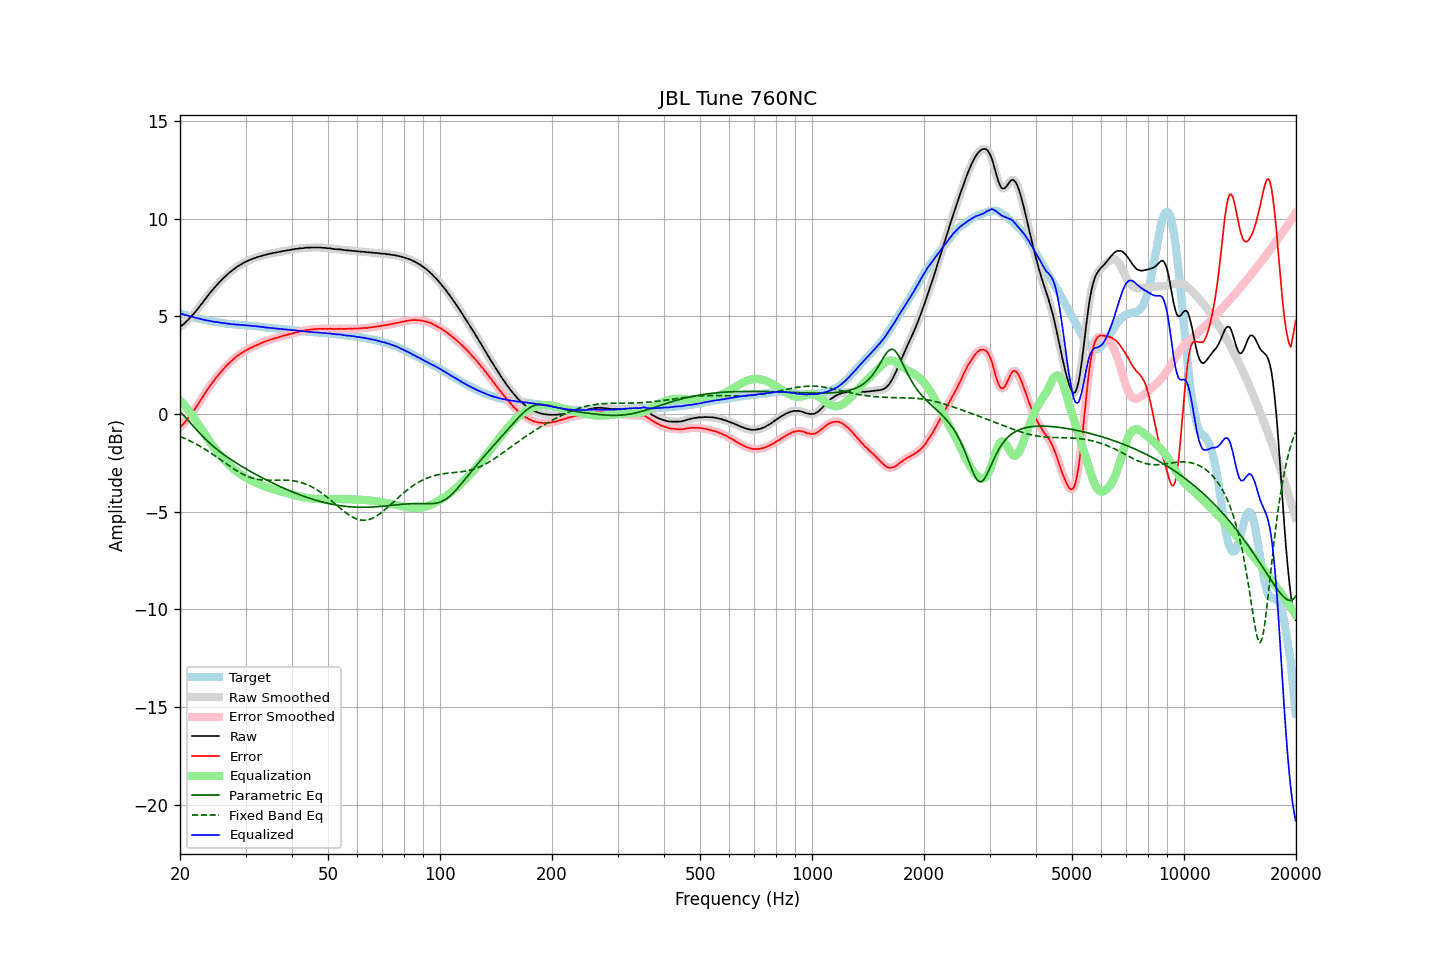 JBL Tune 760NC
15
10
5
0
−5
−10
−15
−20
Amplitude (dBr)
Target
Raw Smoothed
Error Smoothed
Raw
Error
Equalization
Parametric Eq
Fixed Band Eq
Equalized
20 50 100 200 500 1000 2000 5000 10000 20000
Frequency (Hz)